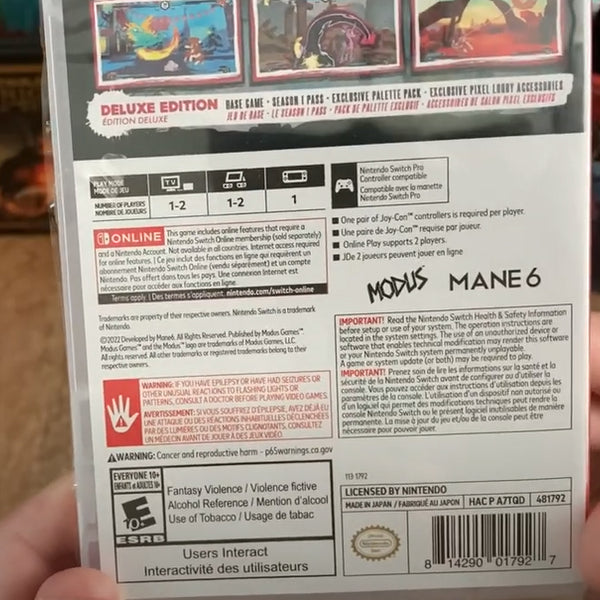 DELUXE EDITION
ÉDITION DELUXE
BASE GAME · SEASON 1 PASS · EXCLUSIVE PALETTE PACK · EXCLUSIVE PIXEL LOBBY ACCESSORIES
JEU DE BASE · LE SEASON 1 PASS · PACK DE PALETTE EXCLUSIF · ACCESSOIRES DE SALON PIXEL EXCLUSIFS
PLAY MODE
MODE DE JEU
TV
NUMBER OF PLAYERS
NOMBRE DE JOUEURS
1-2
1-2
1
Nintendo Switch Pro
Controller compatible
Compatible avec la manette
Nintendo Switch Pro
ONLINE This game includes online features that require a
Nintendo Switch Online membership (sold separately)
and a Nintendo Account. Not available in all countries. Internet access required
for online features. | Ce jeu inclut des fonctions en ligne qui requièrent un
abonnement Nintendo Switch Online (vendu séparément) et un compte
Nintendo. Pas offert dans tous les pays. Une connexion Internet est
nécessaire pour accéder aux fonctions en ligne.
Terms apply. | Des termes s'appliquent. nintendo.com/switch-online
■ One pair of Joy-Con™ controllers is required per player.
■ Une paire de Joy-Con™ requise par joueur.
■ Online Play supports 2 players.
■ JDe 2 joueurs peuvent jouer en ligne
MODUS
MANE6
Trademarks are property of their respective owners. Nintendo Switch is a trademark
of Nintendo.
©2022 Developed by Mane6. All Rights Reserved. Published by Modus Games™.
Modus Games™ and the Modus™ logo are trademarks of Modus Games, LLC.
All rights reserved. All other trademarks or registered trademarks belong to their
respective owners.
IMPORTANT! Read the Nintendo Switch Health & Safety Information
before setup or use of your system. The operation instructions are
located in the system settings. The use of an unauthorized device or
software that enables technical modification may render this software
or your Nintendo Switch system permanently unplayable.
A game or system update (or both) may be required to play.
IMPORTANT! Prenez soin de lire les informations sur la santé et la
sécurité de la Nintendo Switch avant de configurer ou d'utiliser la
console. Vous pouvez accéder aux instructions d'utilisation depuis les
paramètres de la console. L'utilisation d'un dispositif non autorisé ou
d'un logiciel qui permet des modifications techniques peut rendre la
console Nintendo Switch ou le présent logiciel inutilisables de manière
permanente. La mise à jour du jeu et/ou de la console peut être
nécessaire pour pouvoir jouer.
WARNING: IF YOU HAVE EPILEPSY OR HAVE HAD SEIZURES OR
OTHER UNUSUAL REACTIONS TO FLASHING LIGHTS OR
PATTERNS, CONSULT A DOCTOR BEFORE PLAYING VIDEO GAMES.
AVERTISSEMENT: SI VOUS SOUFFREZ D'ÉPILEPSIE, AVEZ DÉJÀ EU
UNE ATTAQUE OU DES RÉACTIONS INHABITUELLES DÉCLENCHÉES
PAR DES LUMIÈRES OU DES MOTIFS CLIGNOTANTS, CONSULTEZ
UN MÉDECIN AVANT DE JOUER À DES JEUX VIDÉO.
⚠WARNING: Cancer and reproductive harm - p65warnings.ca.gov
EVERYONE 10+
ENFANTS et ADULTES 10+
E
10+
ESRB
Fantasy Violence / Violence fictive
Alcohol Reference / Mention d'alcool
Use of Tobacco / Usage de tabac
Users Interact
Interactivité des utilisateurs
113-1792
LICENSED BY NINTENDO
MADE IN JAPAN / FABRIQUÉ AU JAPON
HAC P A7TQD
481792
Nintendo
8 14290 01792 7